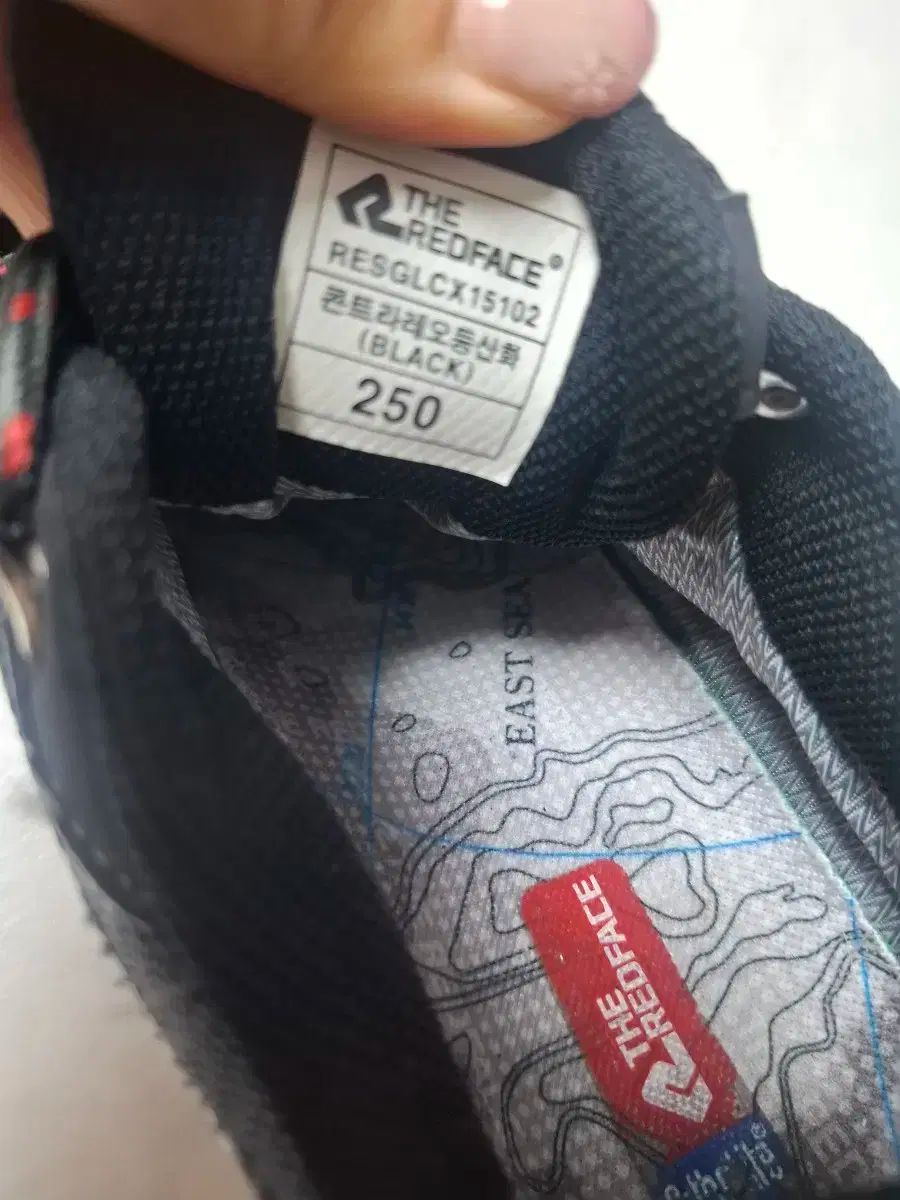 THE
REDFACE®
RESGLCX15102
콘트라레오등산화
(BLACK)
250
EAST SEA
THE
REDFACE